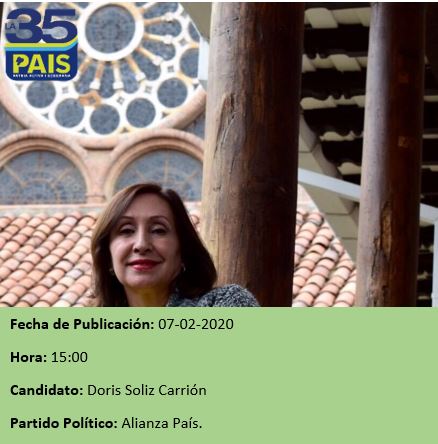 LA 35
PAIS
PATRIA ALTIVA I SOBERANA
Fecha de Publicación: 07-02-2020
Hora: 15:00
Candidato: Doris Soliz Carrión
Partido Político: Alianza País.